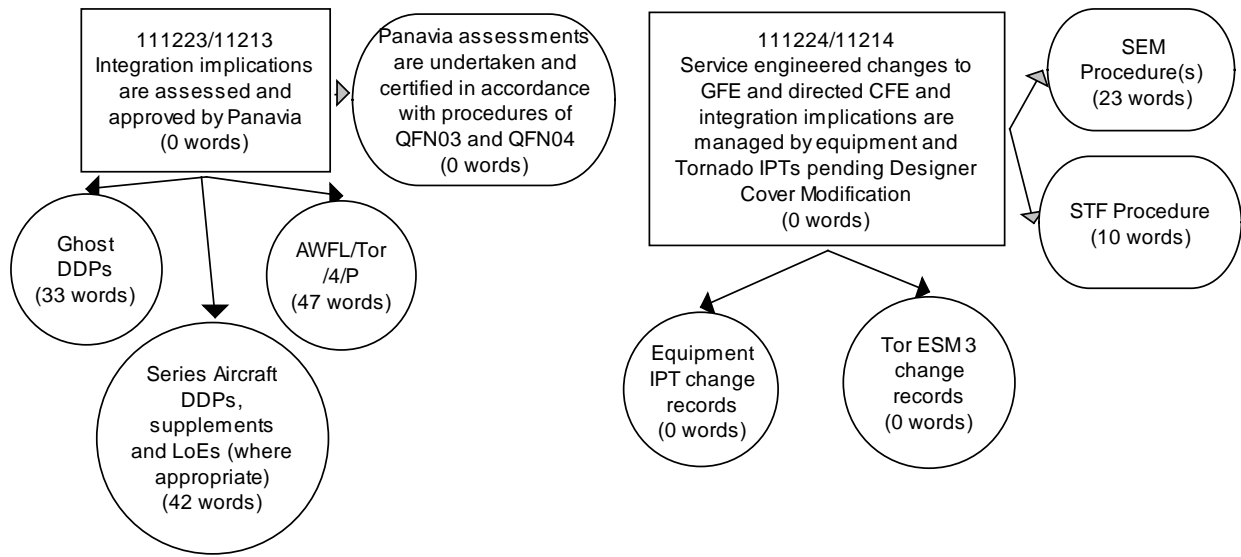 111223/11213
Integration implications
are assessed and
approved by Panavia
(0 words)
Panavia assessments
are undertaken and
certified in accordance
with procedures of
QFN03 and QFN04
(0 words)
Ghost
DDPs
(33 words)
AWFL/Tor
/4/P
(47 words)
Series Aircraft
DDPs,
supplements
and LoEs (where
appropriate)
(42 words)
111224/11214
Service engineered changes to
GFE and directed CFE and
integration implications are
managed by equipment and
Tornado IPTs pending Designer
Cover Modification
(0 words)
SEM
Procedure(s)
(23 words)
STF Procedure
(10 words)
Equipment
IPT change
records
(0 words)
Tor ESM 3
change
records
(0 words)